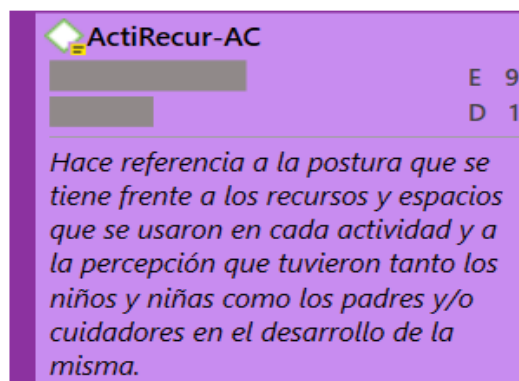 ActiRecur-AC
E 9
D 1
Hace referencia a la postura que se
tiene frente a los recursos y espacios
que se usaron en cada actividad y a
la percepción que tuvieron tanto los
niños y niñas como los padres y/o
cuidadores en el desarrollo de la
misma.